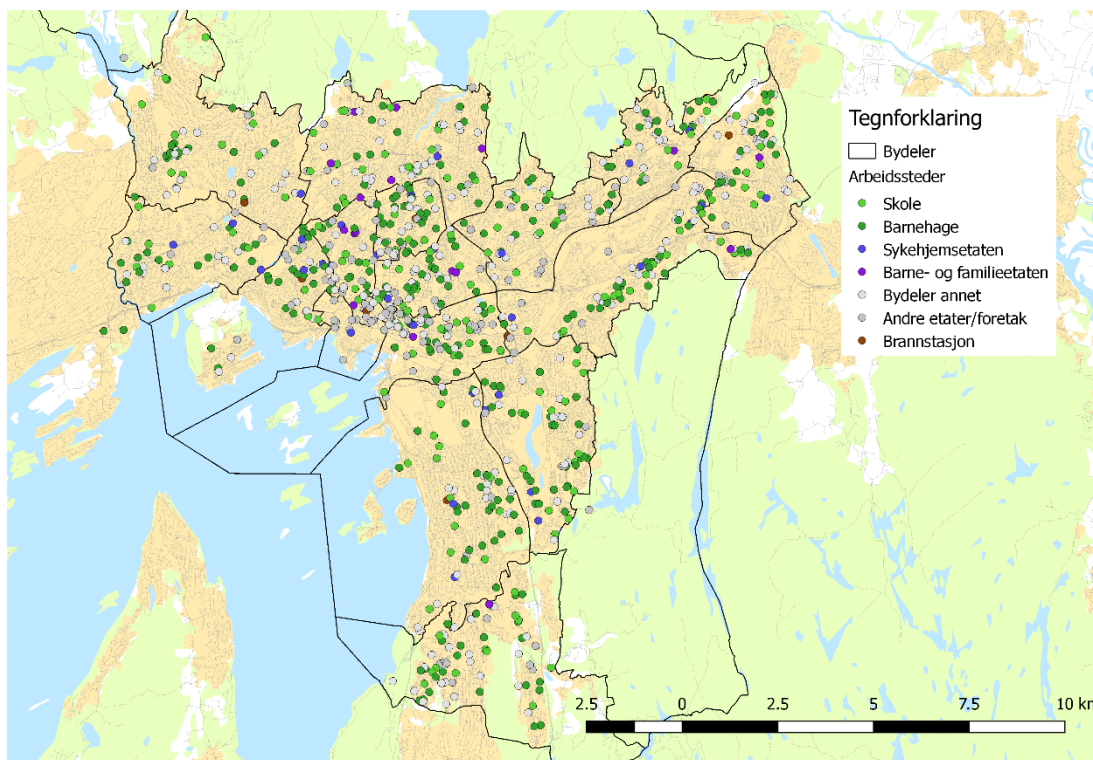 Tegnforklaring
Bydeler
Arbeidssteder
Skole
Barnehage
Sykehjemsetaten
Barne- og familieetaten
Bydeler annet
Andre etater/foretak
Brannstasjon
2.5 0 2.5 5 7.5 10 km